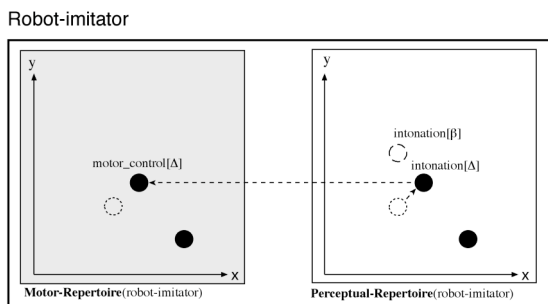 Robot-imitator
y
y
intonation[β]
motor_control[Δ]
intonation[Δ]
x
x
Motor-Repertoire(robot-imitator)
Perceptual-Repertoire(robot-imitator)